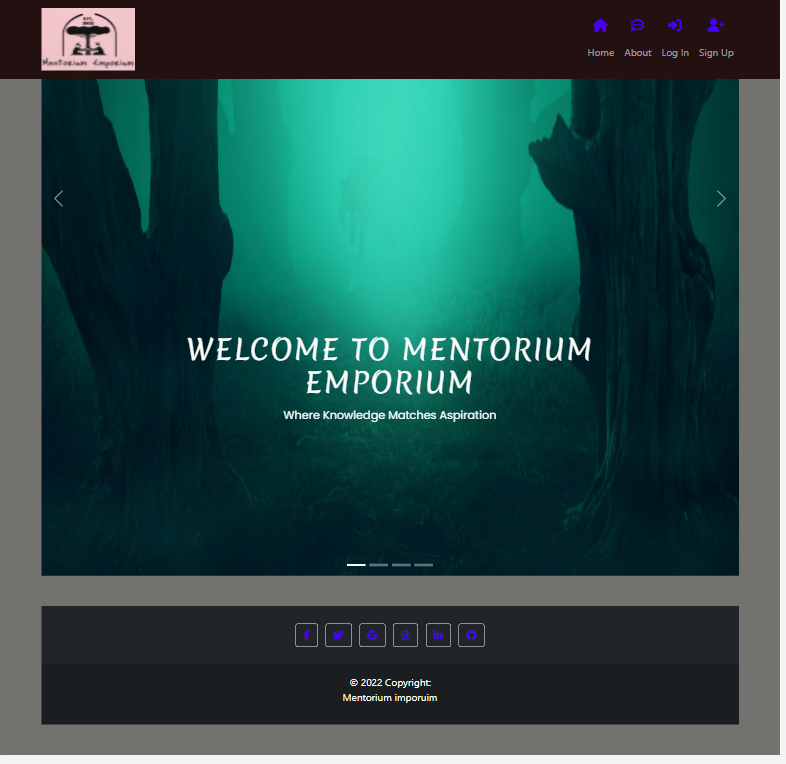 EST.
Mentorium Emporium
Home About Log In Sign Up
WELCOME TO MENTORIUM
EMPORIUM
Where Knowledge Matches Aspiration
© 2022 Copyright:
Mentorium imporuim